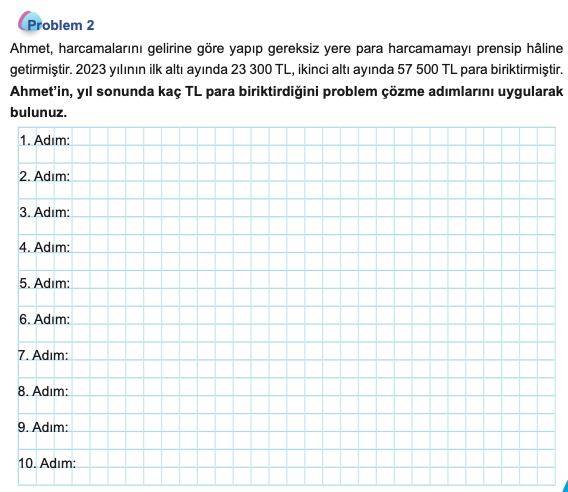 Problem 2
Ahmet, harcamalarını gelirine göre yapıp gereksiz yere para harcamamayı prensip hâline
getirmiştir. 2023 yılının ilk altı ayında 23 300 TL, ikinci altı ayında 57 500 TL para biriktirmiştir.
Ahmet’in, yıl sonunda kaç TL para biriktirdiğini problem çözme adımlarını uygularak
bulunuz.
1. Adım:
2. Adım:
3. Adım:
4. Adım:
5. Adım:
6. Adım:
7. Adım:
8. Adım:
9. Adım:
10. Adım: